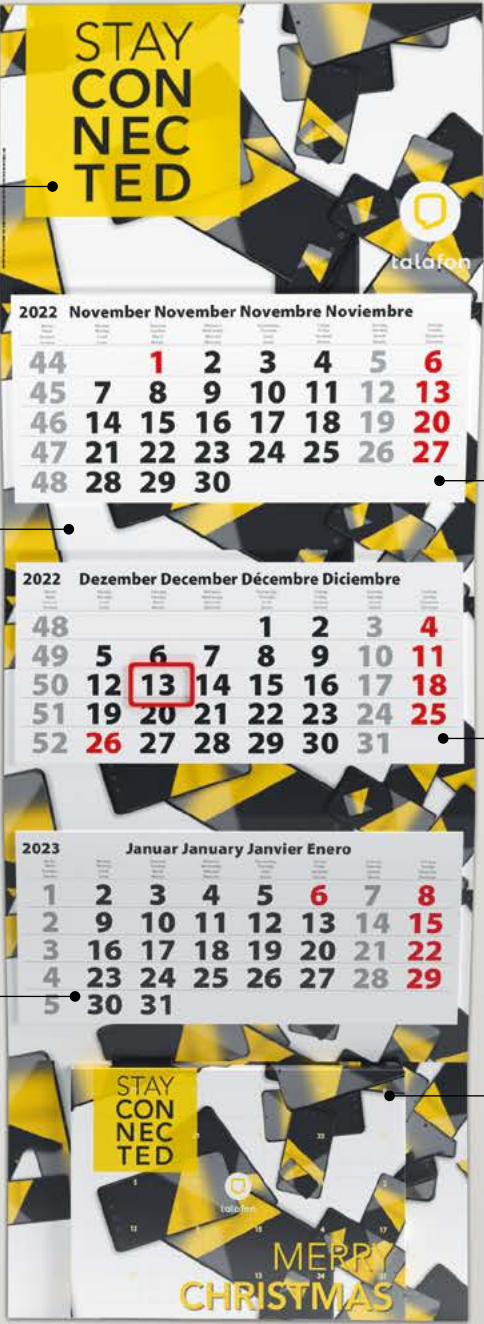 STAY
CON
NEC
TED
talafon
2022 November November Novembre Noviembre
44 1 2 3 4 5 6
45 7 8 9 10 11 12 13
46 14 15 16 17 18 19 20
47 21 22 23 24 25 26 27
48 28 29 30
2022 Dezember December Décembre Diciembre
48 1 2 3 4
49 5 6 7 8 9 10 11
50 12 13 14 15 16 17 18
51 19 20 21 22 23 24 25
52 26 27 28 29 30 31
2023 Januar January Janvier Enero
1 2 3 4 5 6 7 8
2 9 10 11 12 13 14 15
3 16 17 18 19 20 21 22
4 23 24 25 26 27 28 29
5 30 31
STAY
CON
NEC
TED
talafon
MERRY
CHRISTMAS